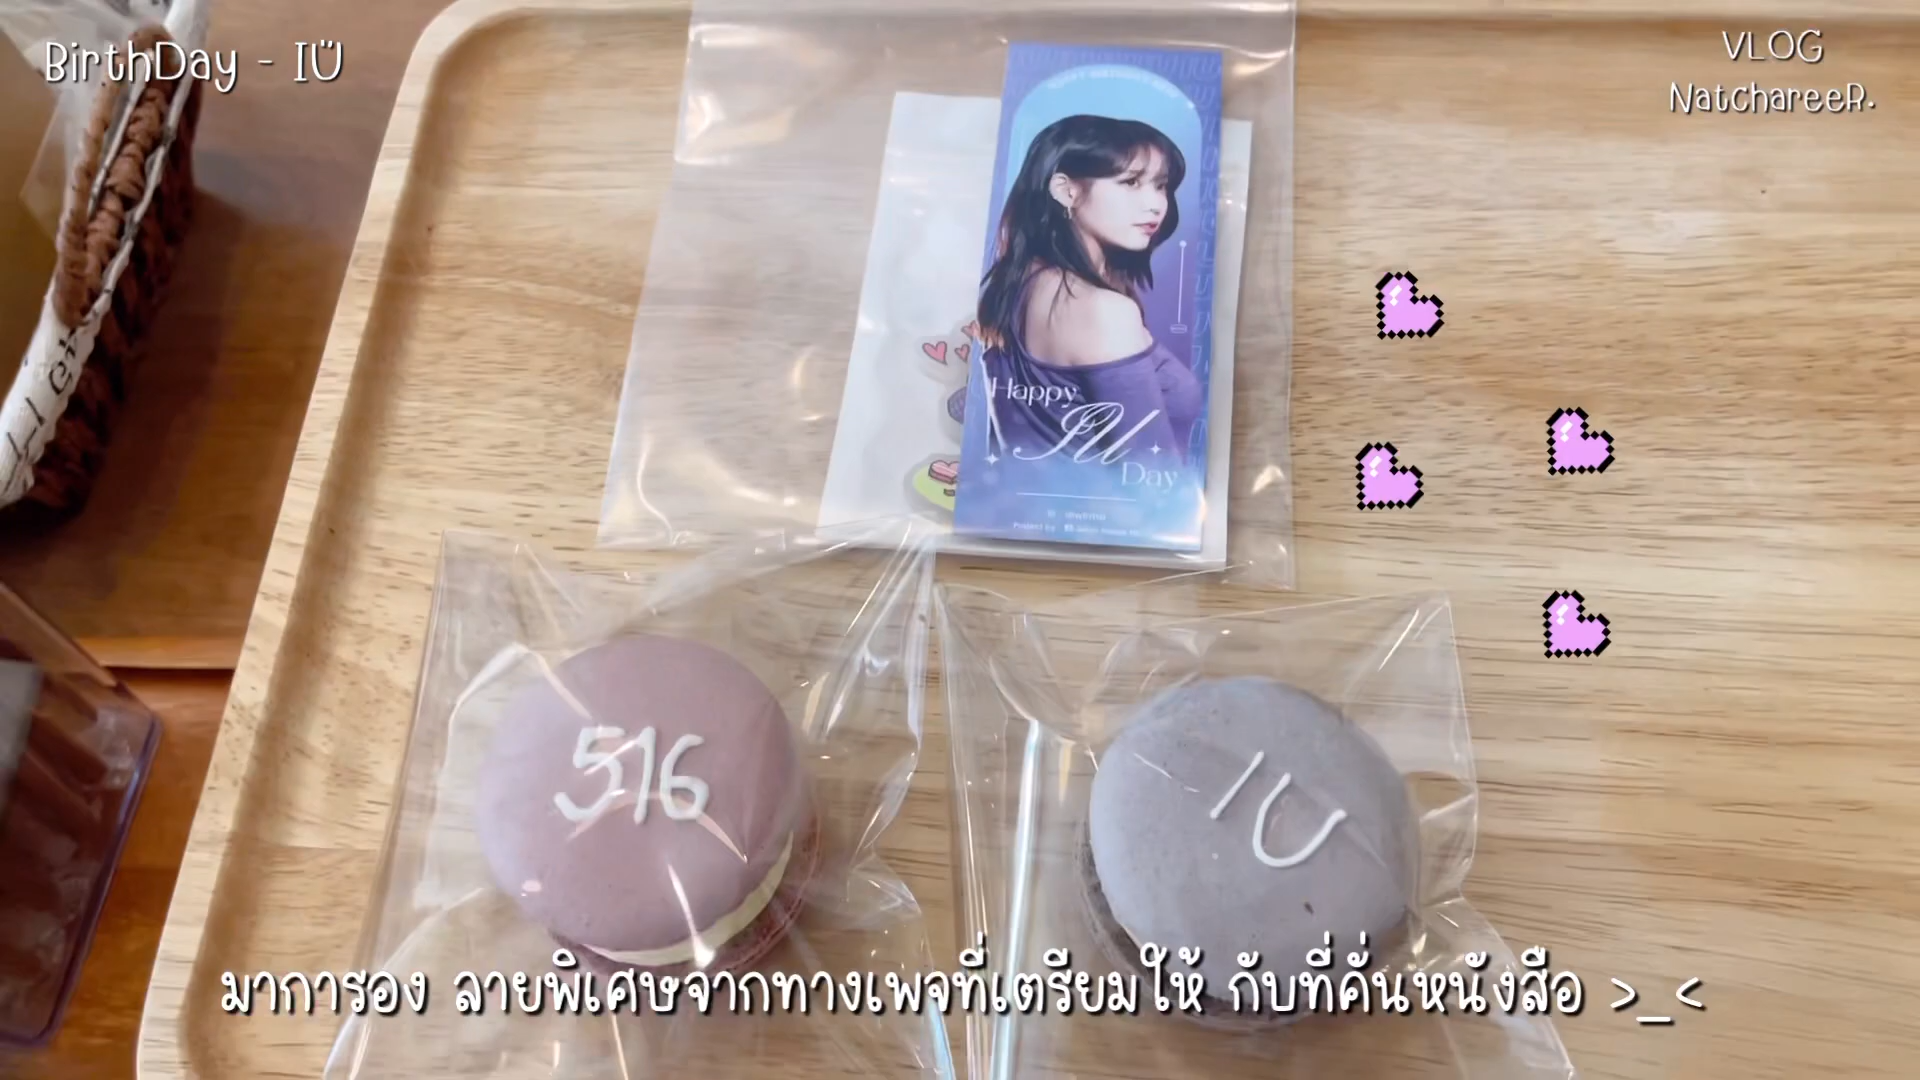 BirthDay - IU
VLOG
NatchareeR.
Happy
IU
Day
516
IU
มาการอง ลายพิเศษจากทางเพจที่เตรียมให้ กับที่คั่นหนังสือ >_<